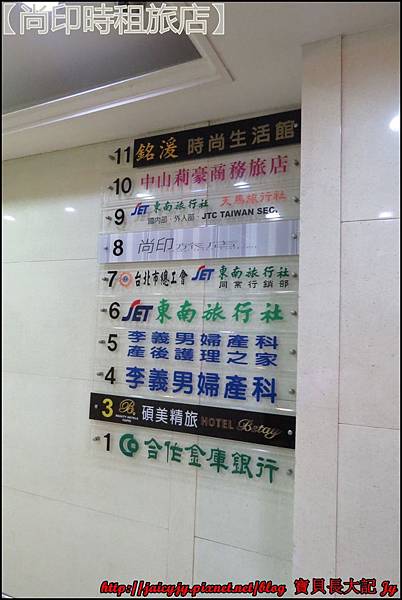 【尚印時租旅店】
11 銘湲 時尚生活館
10 中山莉豪商務旅店
9 JET 東南旅行社 天馬旅行社
國內部·外人部 JTC TAIWAN SEC.
8 尚印
7 台北市總工會 JET 東南旅行社
同業行銷部
6 JET 東南旅行社
5 李義男婦產科
產後護理之家
4 李義男婦產科
3 B. 碩美精旅 HOTEL Bstay
1 合作金庫銀行
http://jaicyjy.pixnet.net/blog 寶貝長大記 Jy